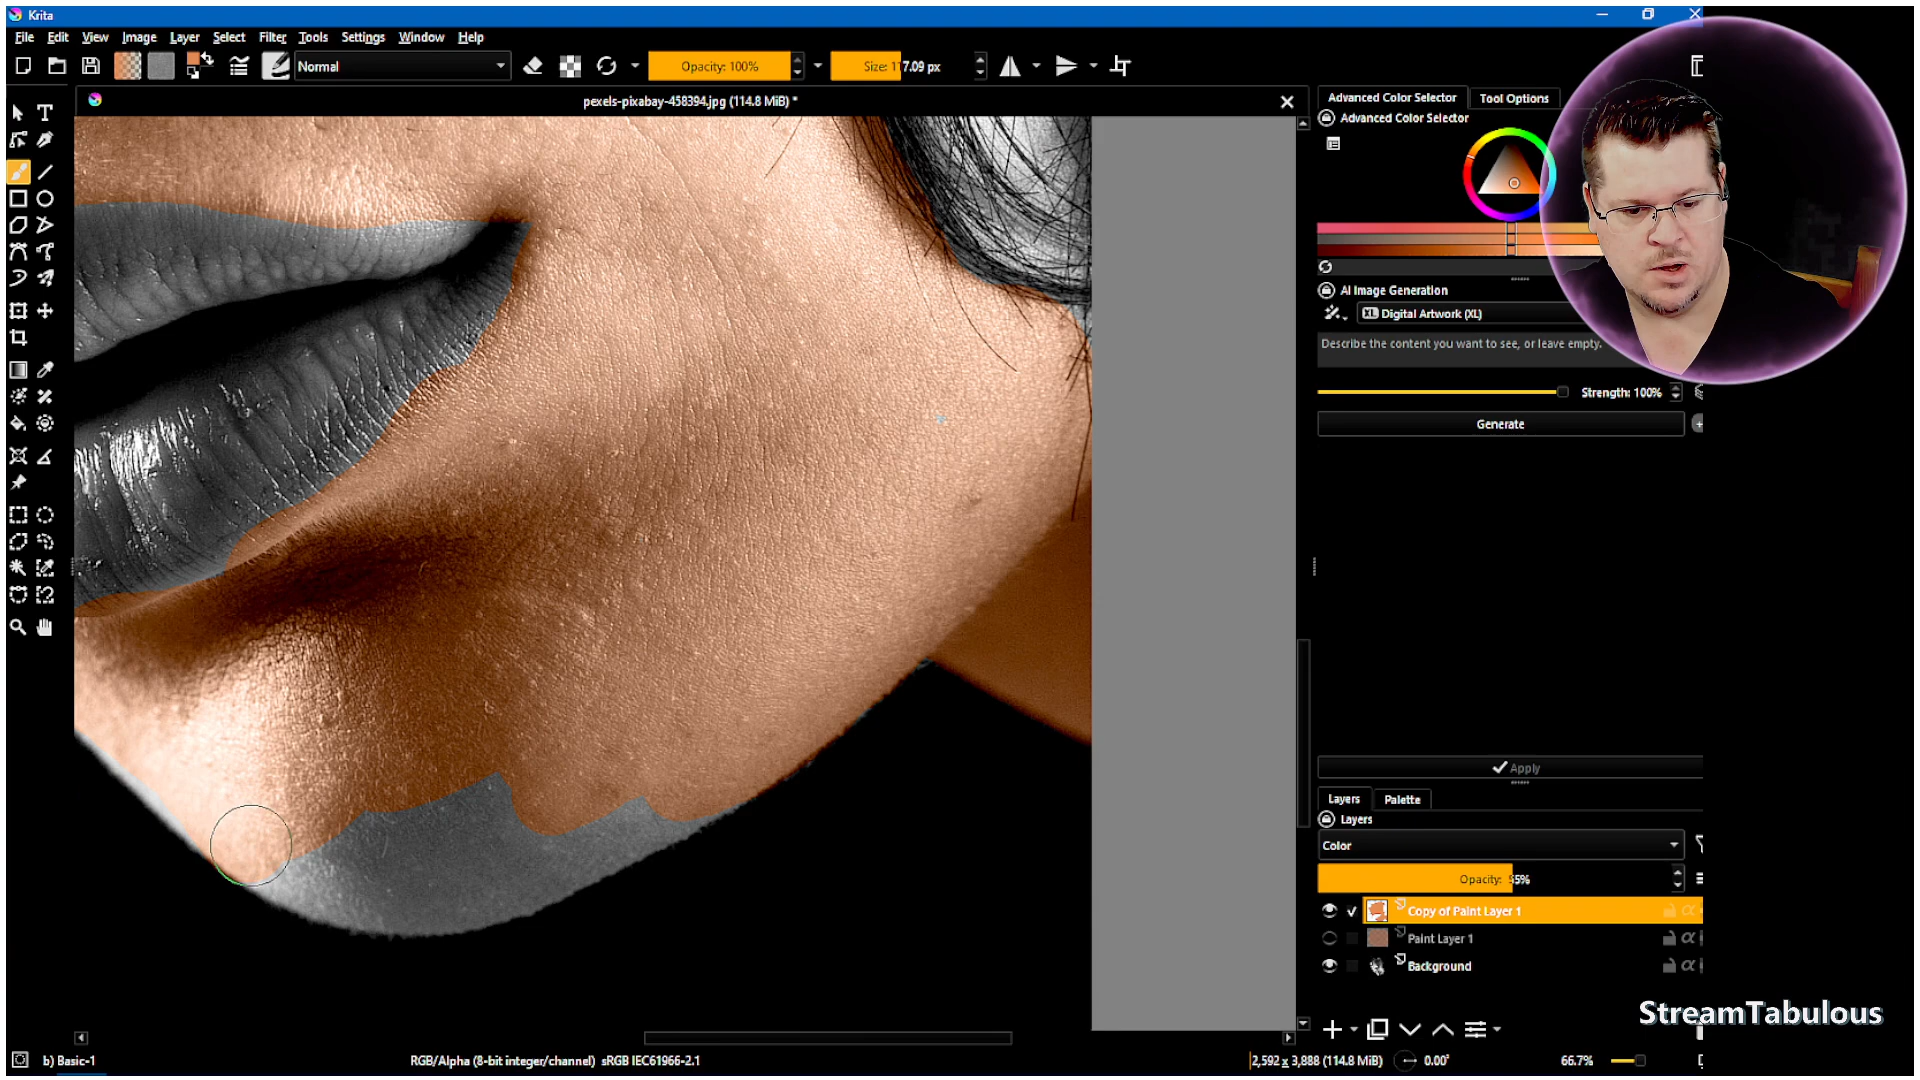 Krita
File Edit View Image Layer Select Filter Tools Settings Window Help
Normal
Opacity: 100%
Size: 117.09 px
pexels-pixabay-458394.jpg (114.8 MiB) *
Advanced Color Selector Tool Options
Advanced Color Selector
AI Image Generation
XL Digital Artwork (XL)
Describe the content you want to see, or leave empty.
Strength: 100%
Generate
Apply
Layers Palette
Layers
Color
Opacity: 55%
Copy of Paint Layer 1
Paint Layer 1
Background
StreamTabulous
b) Basic-1
RGB/Alpha (8-bit integer/channel) sRGB IEC61966-2.1
2,592 x 3,888 (114.8 MiB)
0.00°
66.7%